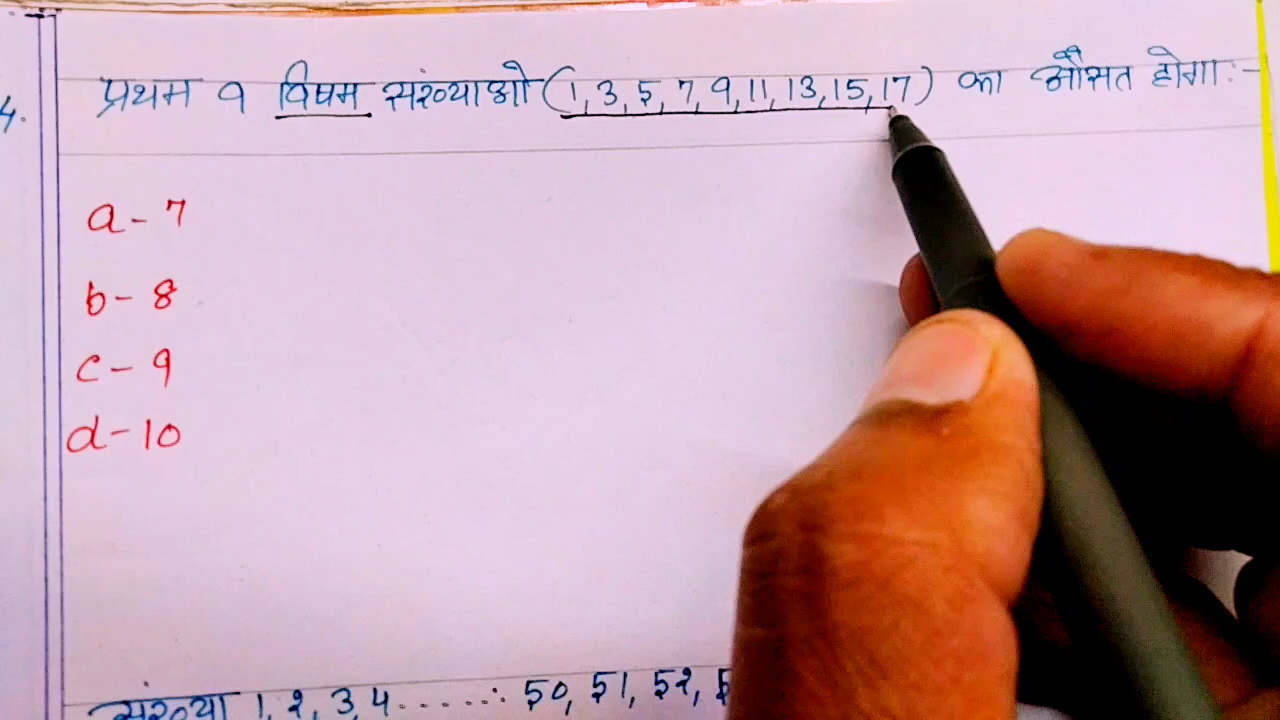 4. प्रथम 9 विषम संख्याओ (1, 3, 5, 7, 9, 11, 13, 15, 17) का औसत होगा:-
a - 7
b - 8
c - 9
d - 10
संख्या 1, 2, 3, 4 ......: 50, 51, 52,